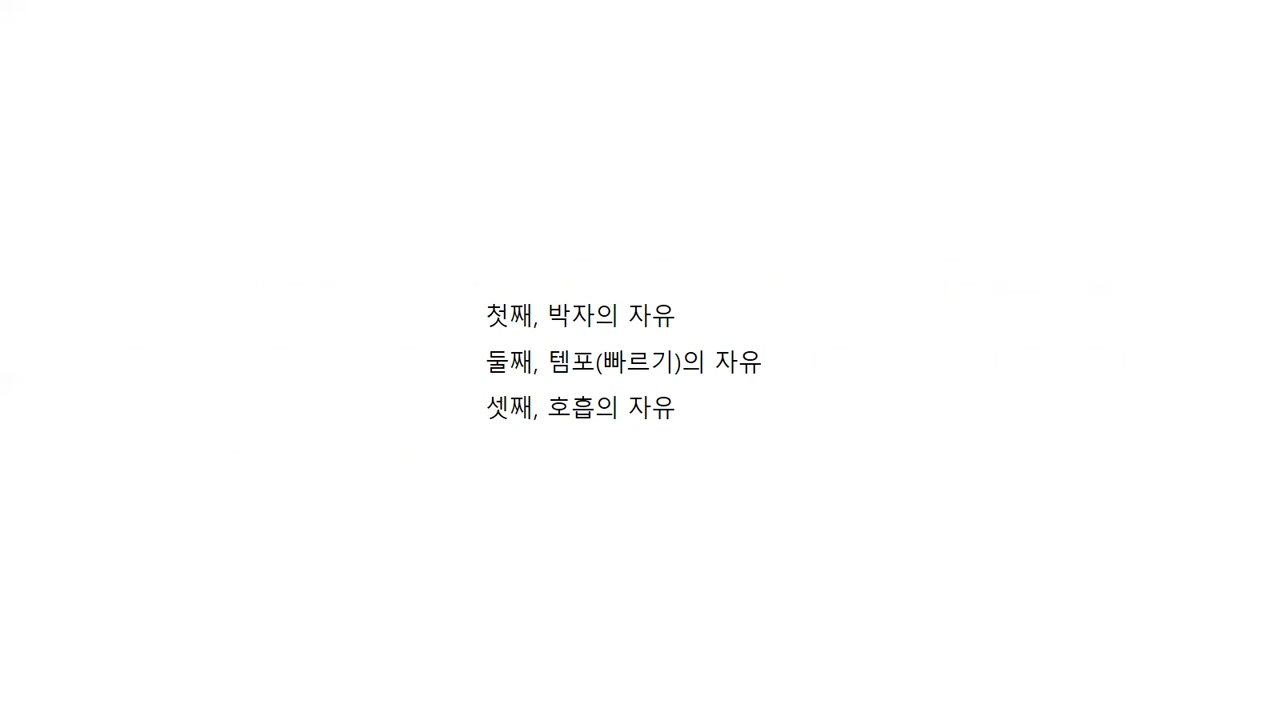 첫째, 박자의 자유
둘째, 템포(빠르기)의 자유
셋째, 호흡의 자유